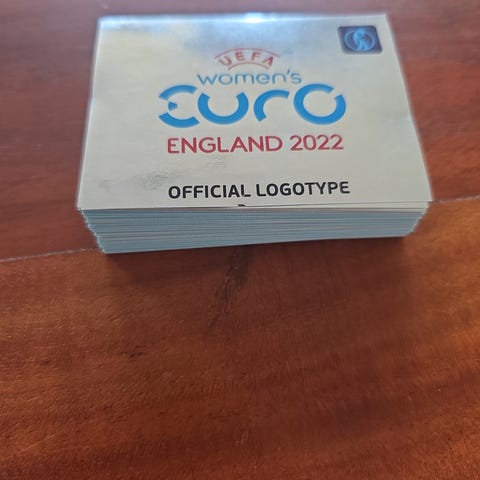 UEFA
women's
EURO
ENGLAND 2022
OFFICIAL LOGOTYPE